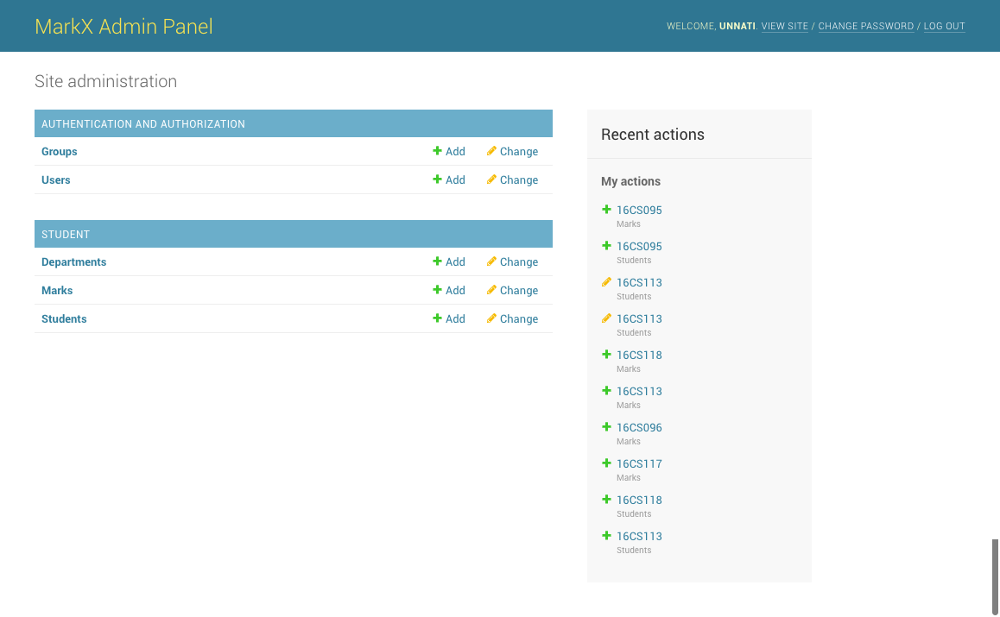 MarkX Admin Panel
WELCOME, UNNATI. VIEW SITE / CHANGE PASSWORD / LOG OUT
Site administration
AUTHENTICATION AND AUTHORIZATION
Groups Add Change
Users Add Change
STUDENT
Departments Add Change
Marks Add Change
Students Add Change
Recent actions
My actions
16CS095
Marks
16CS095
Students
16CS113
Students
16CS113
Students
16CS118
Marks
16CS113
Marks
16CS096
Marks
16CS117
Marks
16CS118
Students
16CS113
Students